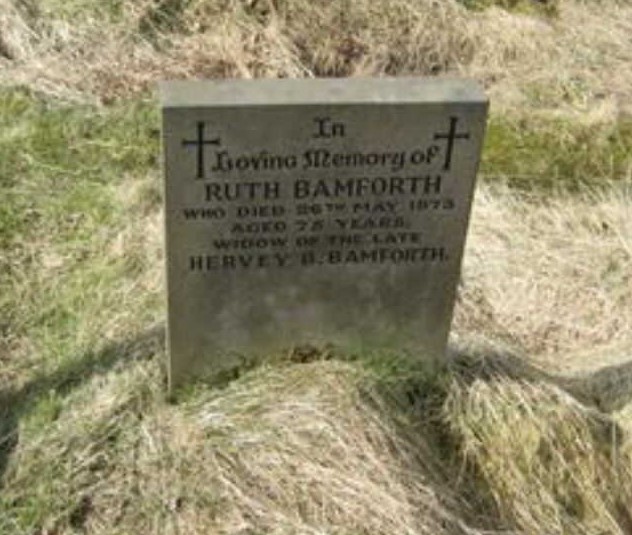 In
Loving Memory of
RUTH BAMFORTH
WHO DIED 26TH MAY 1973
AGED 75 YEARS.
WIDOW OF THE LATE
HERVEY B. BAMFORTH.